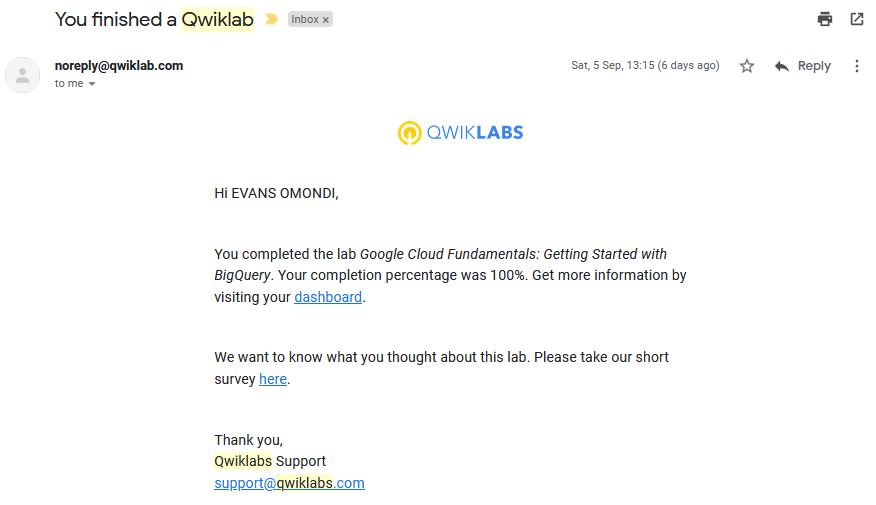 You finished a Qwiklab
Inbox x
noreply@qwiklab.com
Sat, 5 Sep, 13:15 (6 days ago)
Reply
to me
QWIKLABS
Hi EVANS OMONDI,
You completed the lab Google Cloud Fundamentals: Getting Started with
BigQuery. Your completion percentage was 100%. Get more information by
visiting your dashboard.
We want to know what you thought about this lab. Please take our short
survey here.
Thank you,
Qwiklabs Support
support@qwiklabs.com